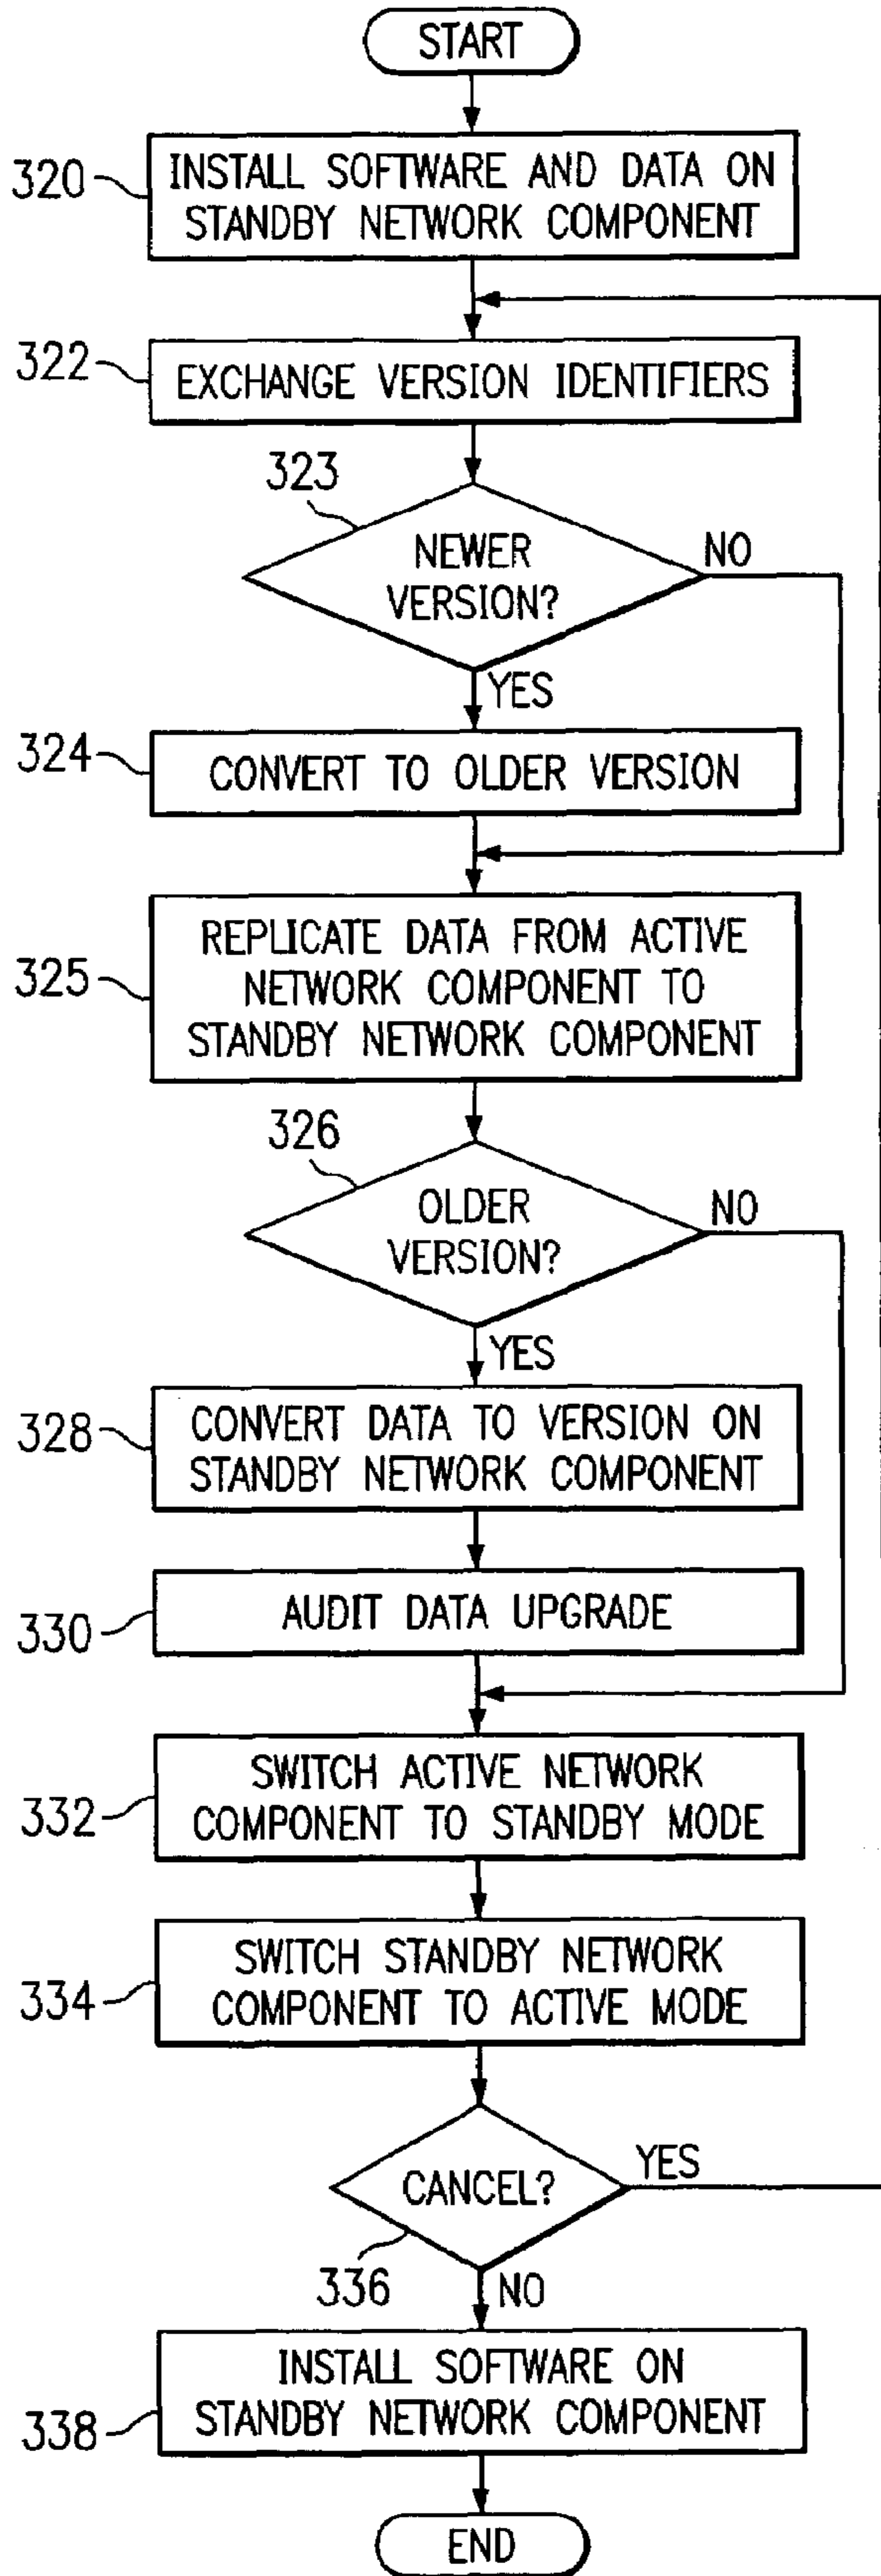 START
320
INSTALL SOFTWARE AND DATA ON
STANDBY NETWORK COMPONENT
322
EXCHANGE VERSION IDENTIFIERS
323
NEWER
VERSION?
NO
YES
324
CONVERT TO OLDER VERSION
325
REPLICATE DATA FROM ACTIVE
NETWORK COMPONENT TO
STANDBY NETWORK COMPONENT
326
OLDER
VERSION?
NO
YES
328
CONVERT DATA TO VERSION ON
STANDBY NETWORK COMPONENT
330
AUDIT DATA UPGRADE
332
SWITCH ACTIVE NETWORK
COMPONENT TO STANDBY MODE
334
SWITCH STANDBY NETWORK
COMPONENT TO ACTIVE MODE
CANCEL?
YES
336
NO
338
INSTALL SOFTWARE ON
STANDBY NETWORK COMPONENT
END